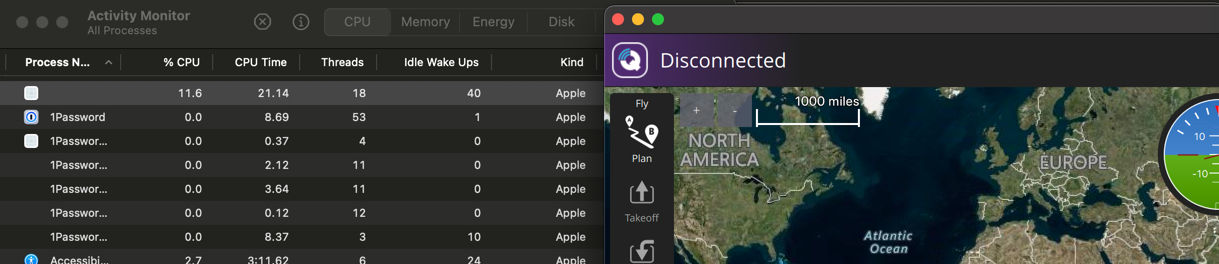 Activity Monitor
All Processes
CPU Memory Energy Disk
Process N... % CPU CPU Time Threads Idle Wake Ups Kind
11.6 21.14 18 40 Apple
1Password 0.0 8.69 53 1 Apple
1Passwor... 0.0 0.37 4 0 Apple
1Passwor... 0.0 2.12 11 0 Apple
1Passwor... 0.0 3.64 11 0 Apple
1Passwor... 0.0 0.12 12 0 Apple
1Passwor... 0.0 8.37 3 10 Apple
Accessibi... 2.7 3:11.62 6 24 Apple
Disconnected
Fly
+ -
1000 miles
B
Plan
Takeoff
NORTH
AMERICA
EUROPE
Atlantic
Ocean
10
-10